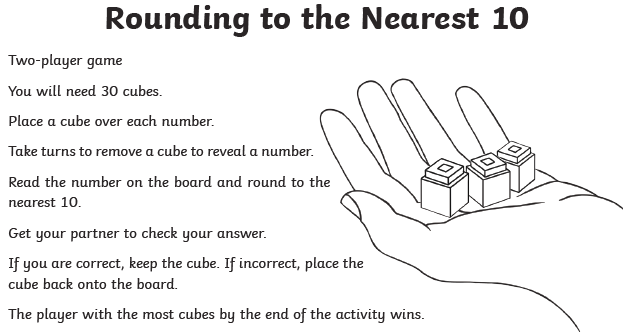 Rounding to the Nearest 10
Two-player game
You will need 30 cubes.
Place a cube over each number.
Take turns to remove a cube to reveal a number.
Read the number on the board and round to the
nearest 10.
Get your partner to check your answer.
If you are correct, keep the cube. If incorrect, place the
cube back onto the board.
The player with the most cubes by the end of the activity wins.